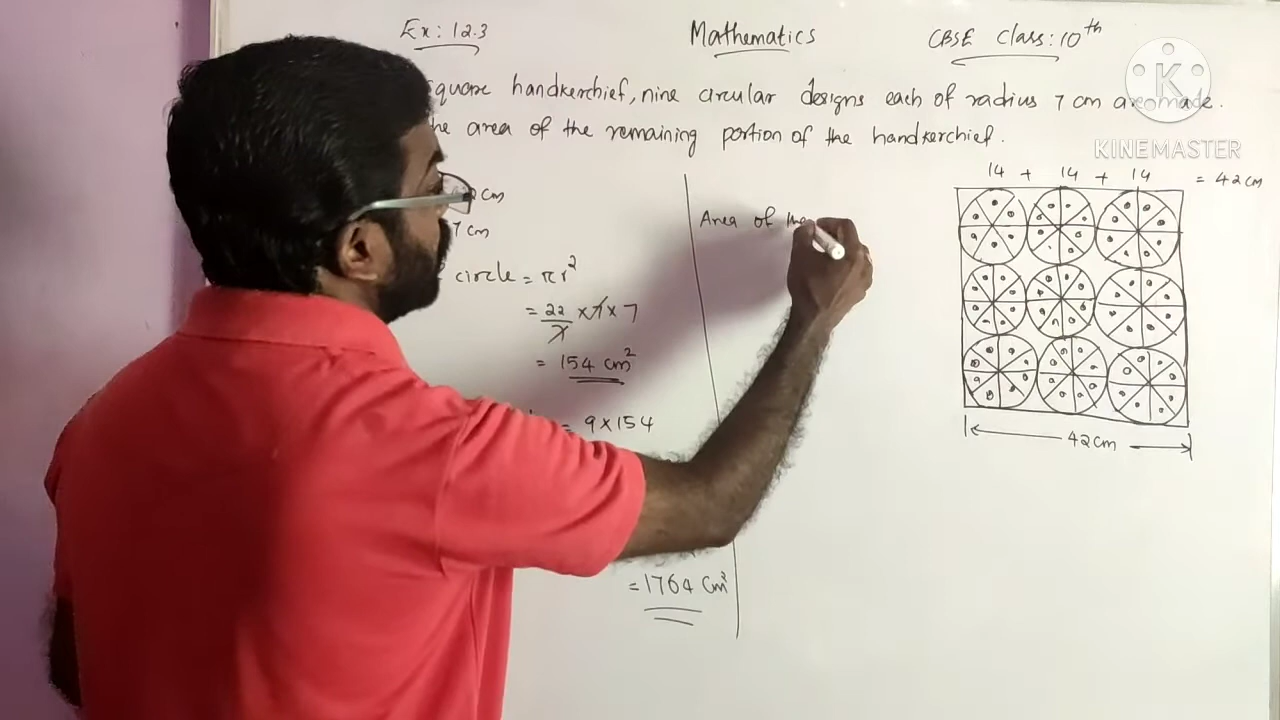 Ex: 12.3
Mathematics
CBSE Class: 10th
square handkerchief, nine circular designs each of radius 7 cm are made.
the area of the remaining portion of the handkerchief.
K
KINEMASTER
14 + 14 + 14 = 42 cm
cm
7 cm
circle = πr²
= 22/7 × 7 × 7
= 154 cm²
= 9 × 154
= 1764 cm²
Area of the
42 cm